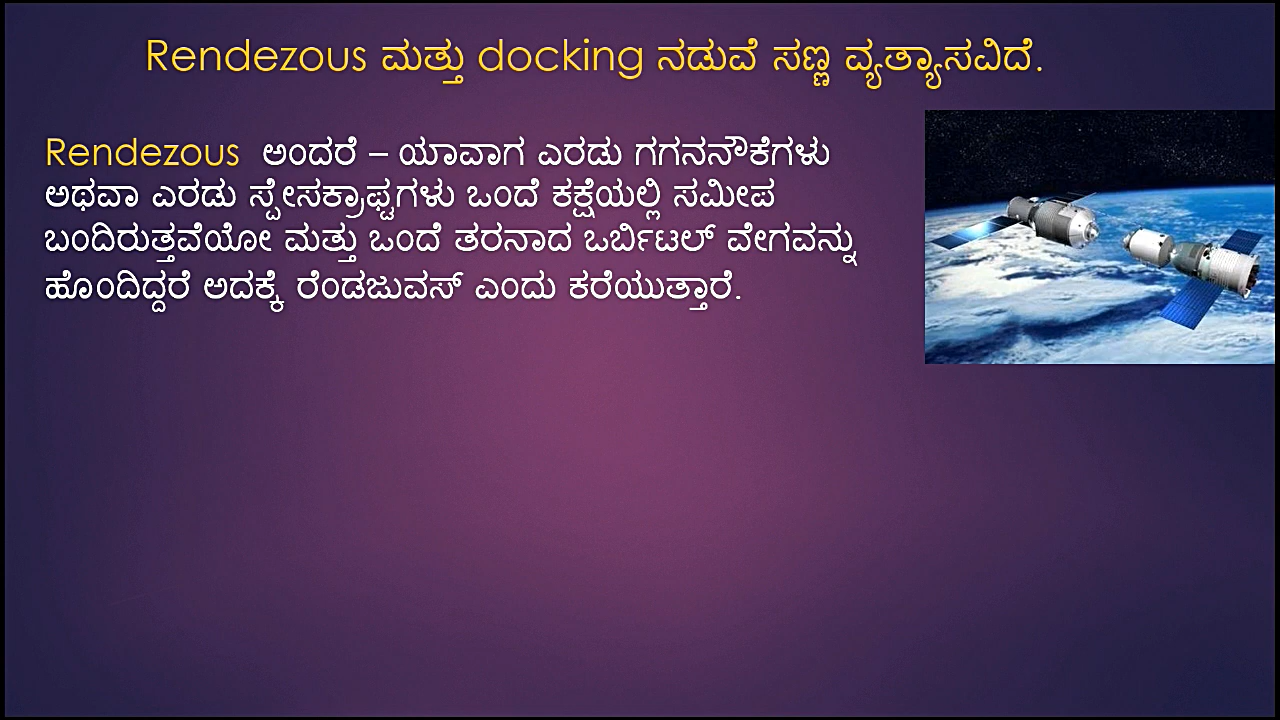 Rendezous ಮತ್ತು docking ನಡುವೆ ಸಣ್ಣ ವ್ಯತ್ಯಾಸವಿದೆ.
Rendezous ಅಂದರೆ – ಯಾವಾಗ ಎರಡು ಗಗನನೌಕೆಗಳು
ಅಥವಾ ಎರಡು ಸ್ಪೇಸಕ್ರಾಫ್ಟಗಳು ಒಂದೆ ಕಕ್ಷೆಯಲ್ಲಿ ಸಮೀಪ
ಬಂದಿರುತ್ತವೆಯೋ ಮತ್ತು ಒಂದೆ ತರನಾದ ಒರ್ಬಿಟಲ್ ವೇಗವನ್ನು
ಹೊಂದಿದ್ದರೆ ಅದಕ್ಕೆ ರೆಂಡಜುವಸ್ ಎಂದು ಕರೆಯುತ್ತಾರೆ.